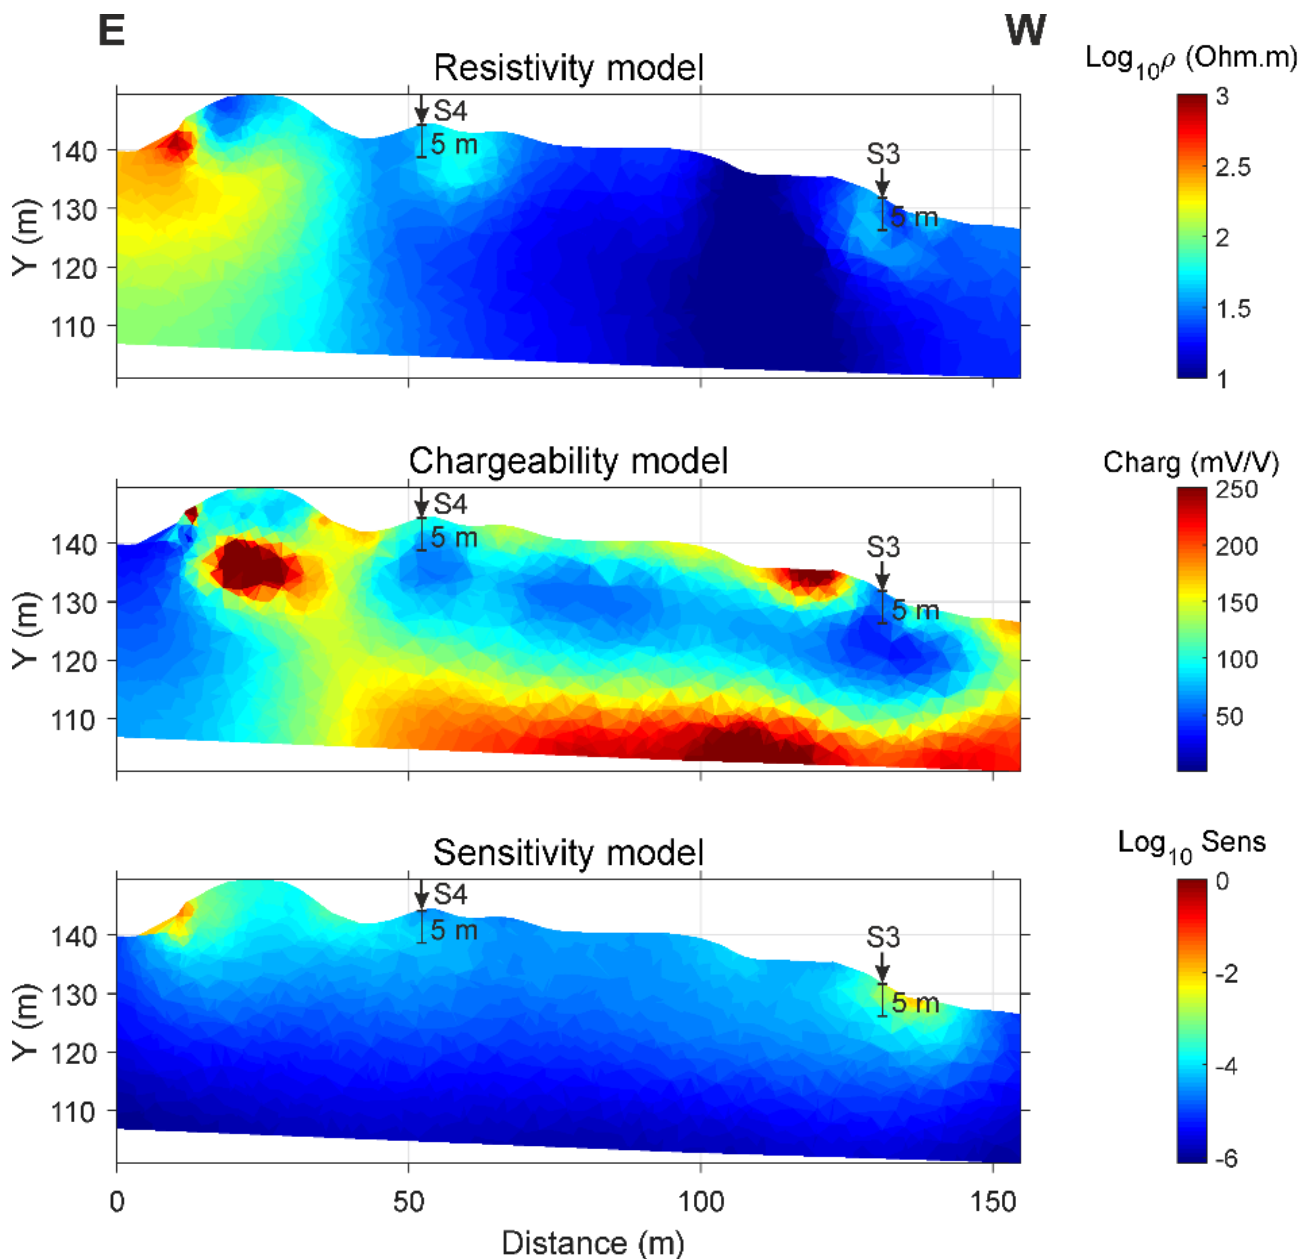 E W
Resistivity model
Log10ρ (Ohm.m)
S4
5 m
S3
5 m
140
130
120
110
Y (m)
3
2.5
2
1.5
1
Chargeability model
Charg (mV/V)
S4
5 m
S3
5 m
140
130
120
110
Y (m)
250
200
150
100
50
Sensitivity model
Log10 Sens
S4
5 m
S3
5 m
140
130
120
110
Y (m)
0
-2
-4
-6
0 50 100 150
Distance (m)